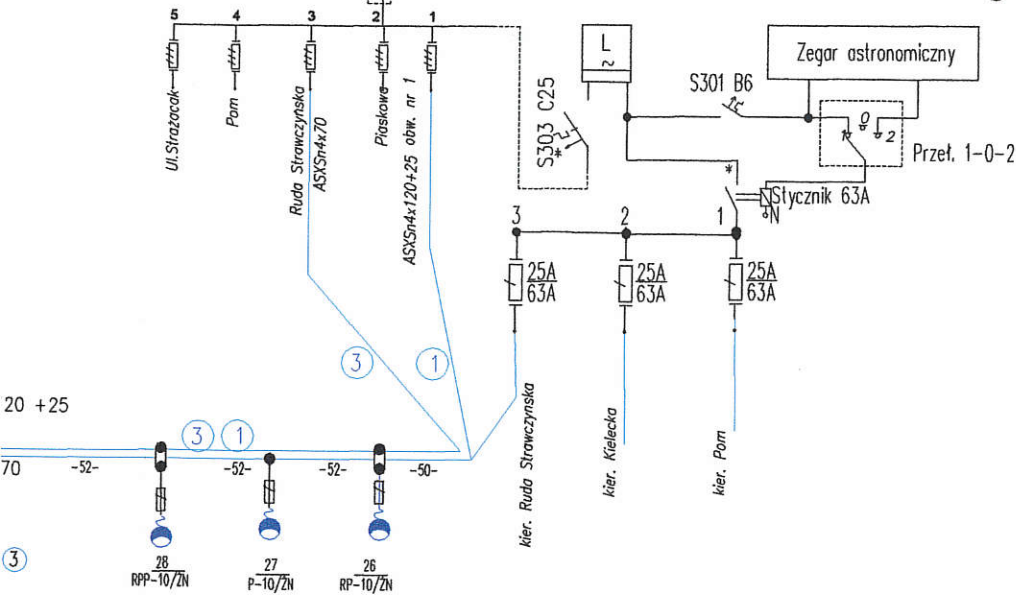 5 4 3 2 1
Ul.Strażacak
Pom
Ruda Strawczyńska
ASXSn4x70
Piaskowa
ASXSn4x120+25 obw. nr 1
S303 C25
*
L
~
Zegar astronomiczny
S301 B6
1 0 2
Przeł. 1-0-2
*
Stycznik 63A
N
3 2 1
25A
63A
25A
63A
25A
63A
kier. Ruda Strawczynska
kier. Kielecka
kier. Pom
3 1
20 +25
3 1
70 -52- -52- -52- -50-
3
28
RPP-10/ŻN
27
P-10/ŻN
26
RP-10/ŻN